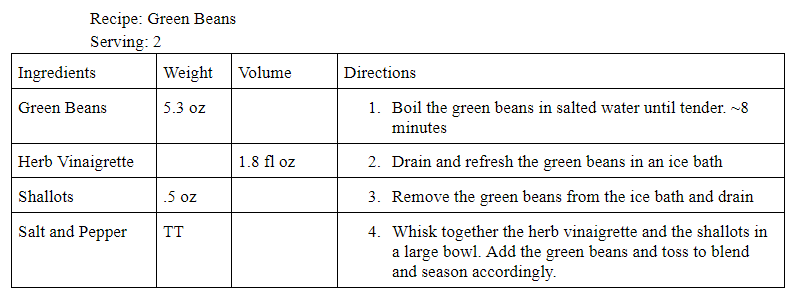 Recipe: Green Beans
Serving: 2
Ingredients Weight Volume Directions
Green Beans 5.3 oz 1. Boil the green beans in salted water until tender. ~8
minutes
Herb Vinaigrette 1.8 fl oz 2. Drain and refresh the green beans in an ice bath
Shallots .5 oz 3. Remove the green beans from the ice bath and drain
Salt and Pepper TT 4. Whisk together the herb vinaigrette and the shallots in
a large bowl. Add the green beans and toss to blend
and season accordingly.